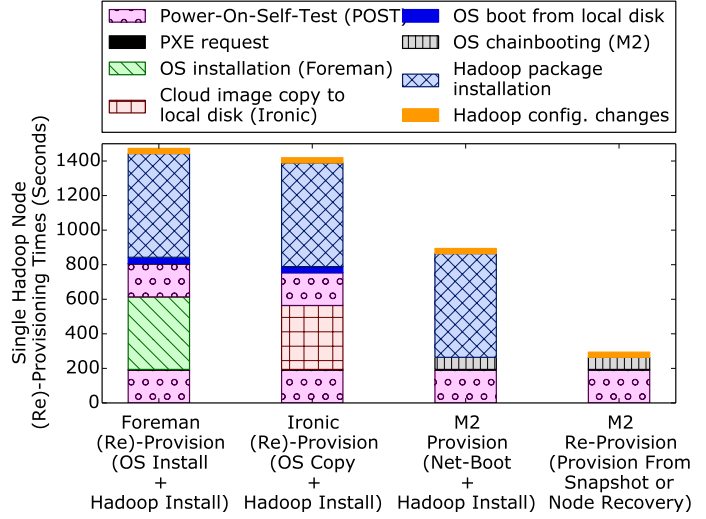 Power-On-Self-Test (POST)
PXE request
OS installation (Foreman)
Cloud image copy to
local disk (Ironic)
OS boot from local disk
OS chainbooting (M2)
Hadoop package
installation
Hadoop config. changes
Single Hadoop Node
(Re)-Provisioning Times (Seconds)
1400
1200
1000
800
600
400
200
0
Foreman
(Re)-Provision
(OS Install
+
Hadoop Install)
Ironic
(Re)-Provision
(OS Copy
+
Hadoop Install)
M2
Provision
(Net-Boot
+
Hadoop Install)
M2
Re-Provision
(Provision From
Snapshot or
Node Recovery)